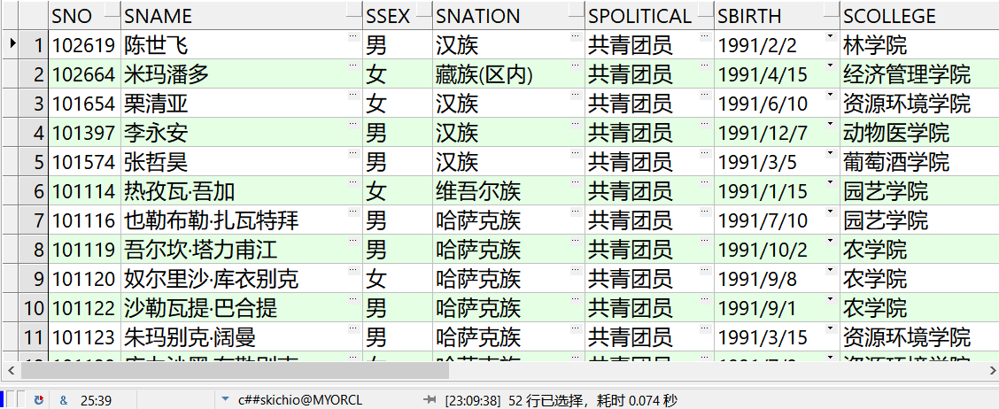 SNO SNAME SSEX SNATION SPOLITICAL SBIRTH SCOLLEGE
1 102619 陈世飞 男 汉族 共青团员 1991/2/2 林学院
2 102664 米玛潘多 女 藏族(区内) 共青团员 1991/4/15 经济管理学院
3 101654 栗清亚 女 汉族 共青团员 1991/6/10 资源环境学院
4 101397 李永安 男 汉族 共青团员 1991/12/7 动物医学院
5 101574 张哲昊 男 汉族 共青团员 1991/3/5 葡萄酒学院
6 101114 热孜瓦·吾加 女 维吾尔族 共青团员 1991/1/15 园艺学院
7 101116 也勒布勒·扎瓦特拜 男 哈萨克族 共青团员 1991/7/10 园艺学院
8 101119 吾尔坎·塔力甫江 男 哈萨克族 共青团员 1991/10/2 农学院
9 101120 奴尔里沙·库衣别克 女 哈萨克族 共青团员 1991/9/8 农学院
10 101122 沙勒瓦提·巴合提 男 哈萨克族 共青团员 1991/9/1 农学院
11 101123 朱玛别克·阔曼 男 哈萨克族 共青团员 1991/3/15 资源环境学院
& 25:39 c##skichio@MYORCL [23:09:38] 52 行已选择，耗时 0.074 秒